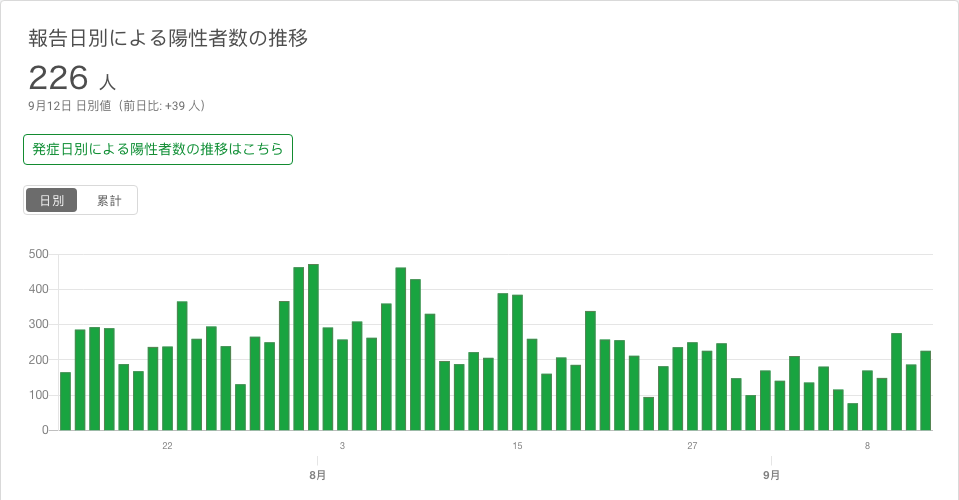 報告日別による陽性者数の推移
226 人
9月12日 日別値（前日比: +39 人）
発症日別による陽性者数の推移はこちら
日別 累計
500
400
300
200
100
0
22 3 15 27 8
8月 9月